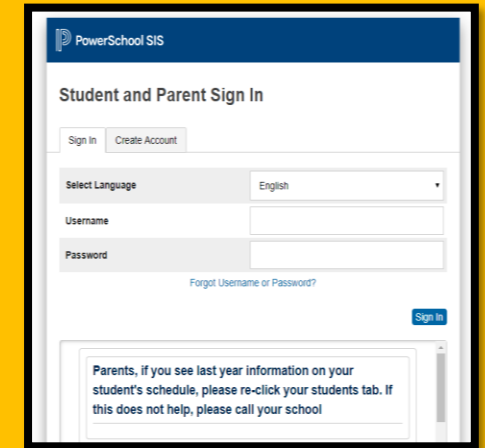 PowerSchool SIS
Student and Parent Sign In
Sign In Create Account
Select Language English
Username
Password
Forgot Username or Password?
Sign In
Parents, if you see last year information on your
student's schedule, please re-click your students tab. If
this does not help, please call your school